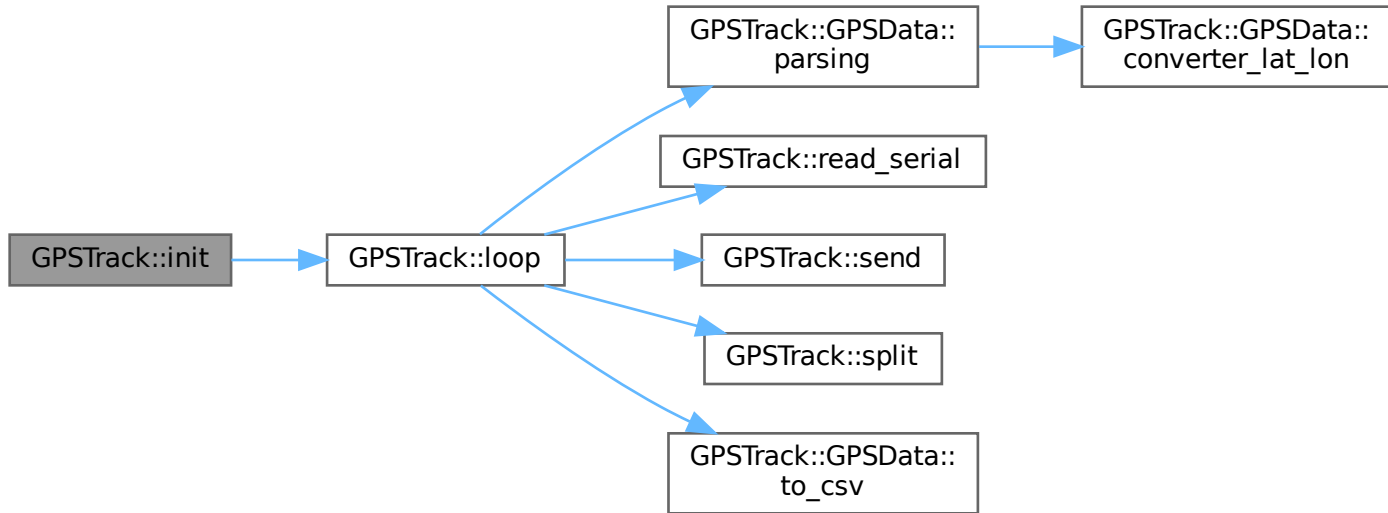 GPSTrack::init
GPSTrack::loop
GPSTrack::GPSData::
parsing
GPSTrack::GPSData::
converter_lat_lon
GPSTrack::read_serial
GPSTrack::send
GPSTrack::split
GPSTrack::GPSData::
to_csv